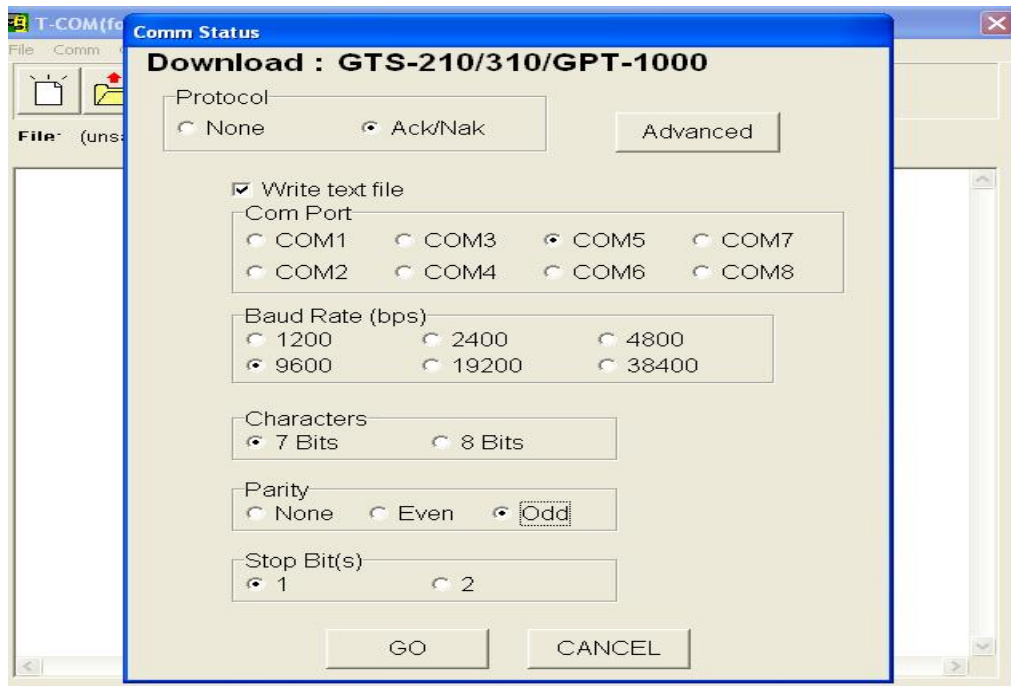 T-COM(fo
Comm Status
File Comm
Download : GTS-210/310/GPT-1000
Protocol
None Ack/Nak
Advanced
File: (unsa
Write text file
Com Port
COM1 COM3 COM5 COM7
COM2 COM4 COM6 COM8
Baud Rate (bps)
1200 2400 4800
9600 19200 38400
Characters
7 Bits 8 Bits
Parity
None Even Odd
Stop Bit(s)
1 2
GO CANCEL